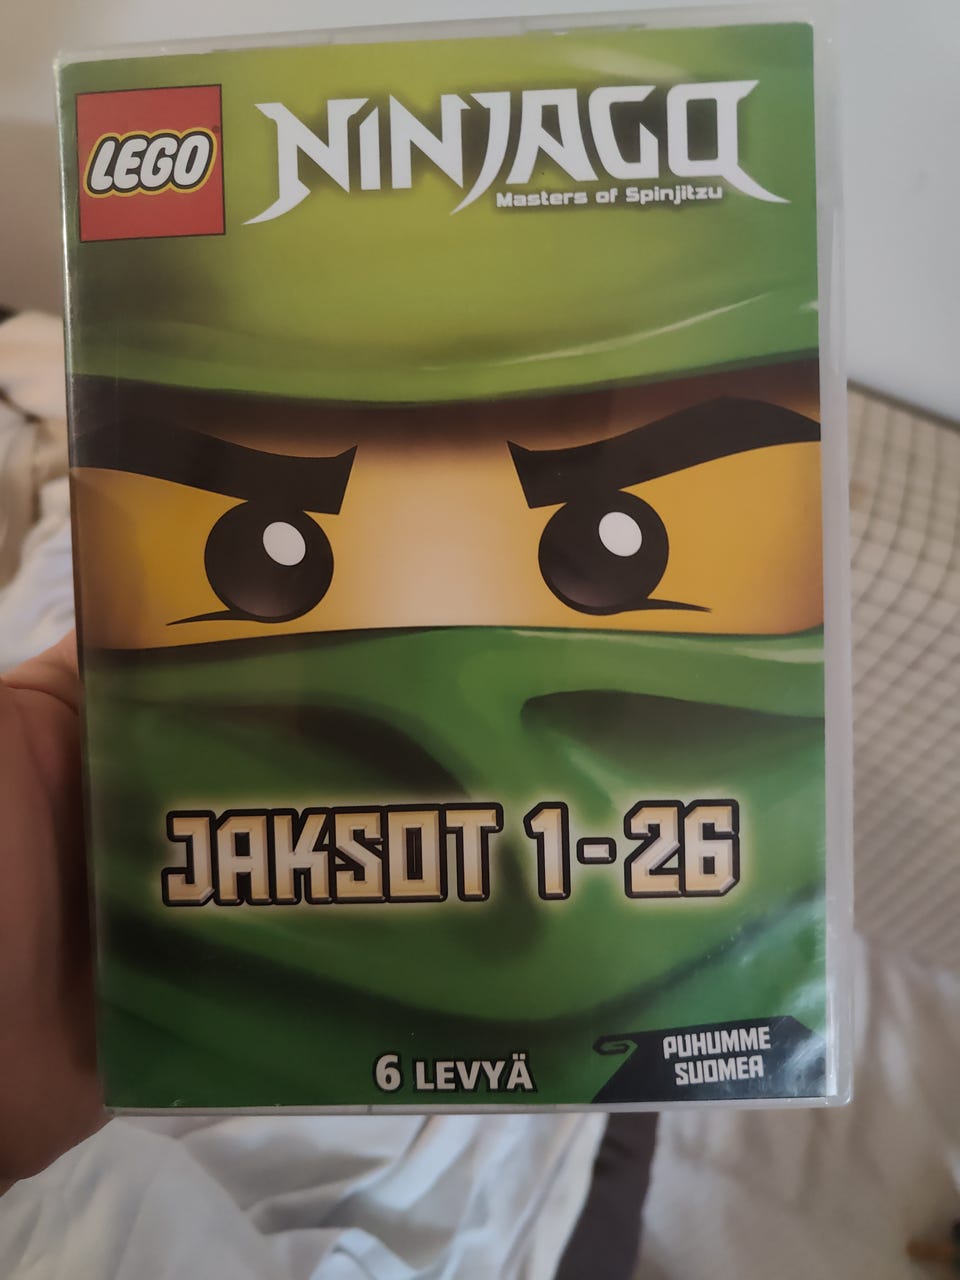 LEGO
NINJAGO
Masters of Spinjitzu
JAKSOT 1-26
6 LEVYÄ
PUHUMME
SUOMEA